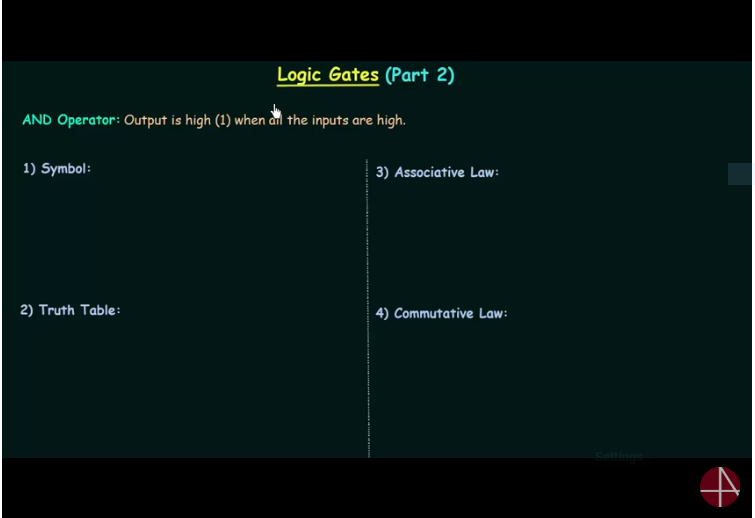 Logic Gates (Part 2)
AND Operator: Output is high (1) when all the inputs are high.
1) Symbol:
3) Associative Law:
2) Truth Table:
4) Commutative Law:
Settings